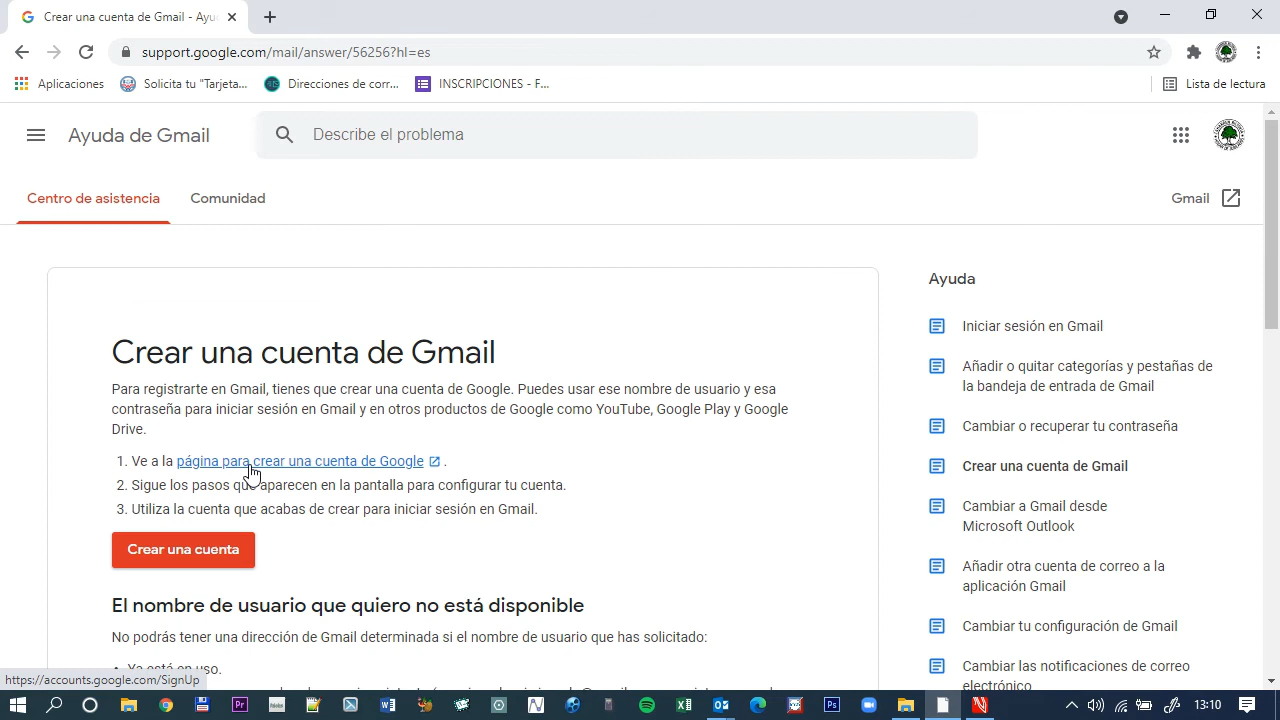 Crear una cuenta de Gmail - Ayu
support.google.com/mail/answer/56256?hl=es
Aplicaciones
Solicita tu "Tarjeta...
Direcciones de corr...
INSCRIPCIONES - F...
Lista de lectura
Ayuda de Gmail
Describe el problema
Centro de asistencia
Comunidad
Gmail
Crear una cuenta de Gmail
Para registrarte en Gmail, tienes que crear una cuenta de Google. Puedes usar ese nombre de usuario y esa
contraseña para iniciar sesión en Gmail y en otros productos de Google como YouTube, Google Play y Google
Drive.
1. Ve a la página para crear una cuenta de Google .
2. Sigue los pasos que aparecen en la pantalla para configurar tu cuenta.
3. Utiliza la cuenta que acabas de crear para iniciar sesión en Gmail.
Crear una cuenta
El nombre de usuario que quiero no está disponible
No podrás tener una dirección de Gmail determinada si el nombre de usuario que has solicitado:
• Ya está en uso.
Ayuda
Iniciar sesión en Gmail
Añadir o quitar categorías y pestañas de
la bandeja de entrada de Gmail
Cambiar o recuperar tu contraseña
Crear una cuenta de Gmail
Cambiar a Gmail desde
Microsoft Outlook
Añadir otra cuenta de correo a la
aplicación Gmail
Cambiar tu configuración de Gmail
Cambiar las notificaciones de correo
electrónico
https://accounts.google.com/SignUp
13:10